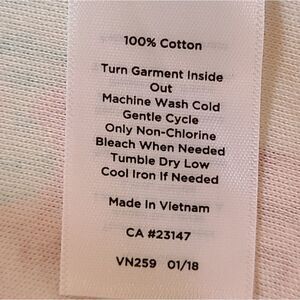 100% Cotton
Turn Garment Inside
Out
Machine Wash Cold
Gentle Cycle
Only Non-Chlorine
Bleach When Needed
Tumble Dry Low
Cool Iron If Needed
Made In Vietnam
CA #23147
VN259 01/18